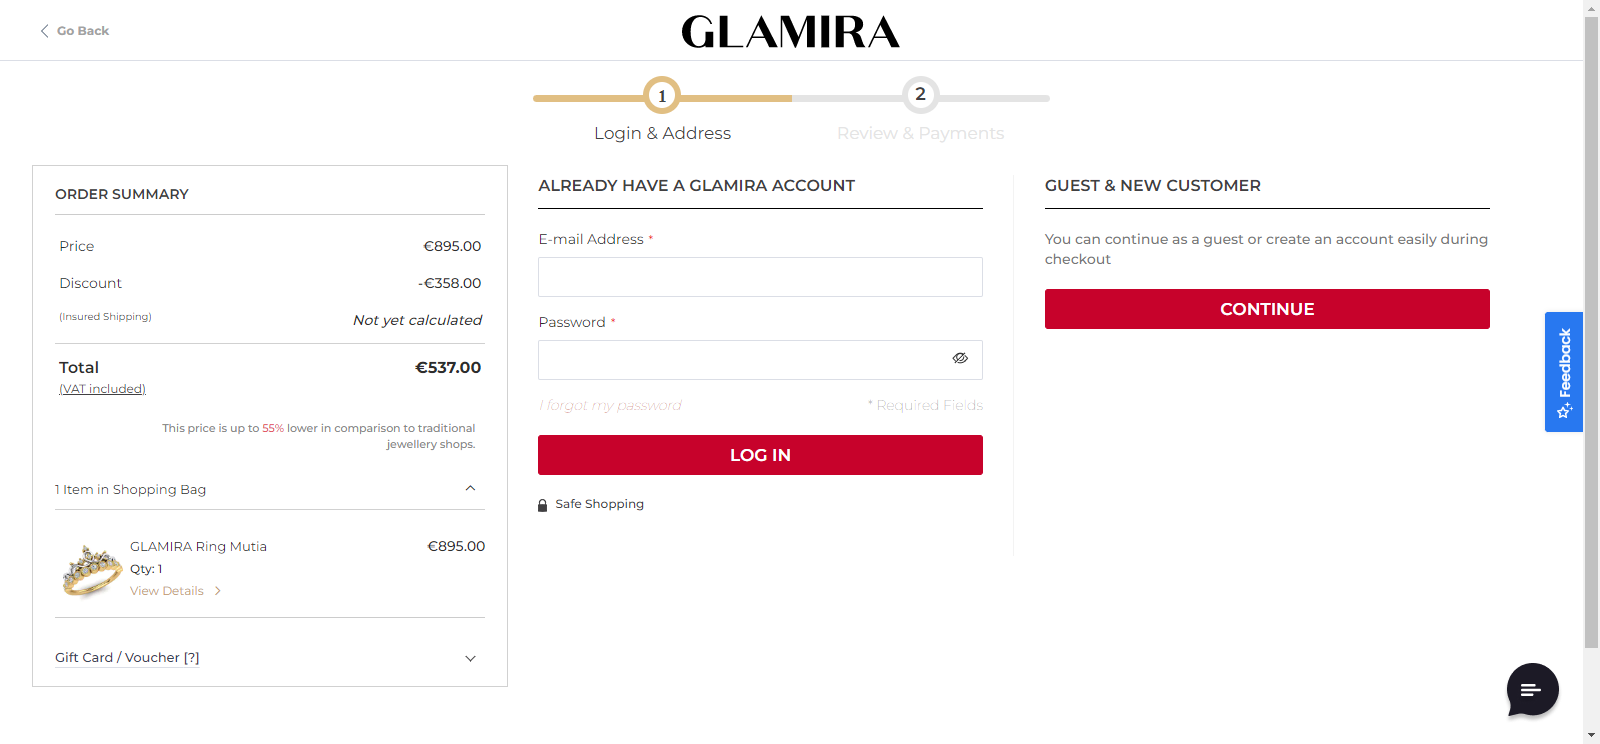 Go Back
GLAMIRA
1
2
Login & Address
Review & Payments
ORDER SUMMARY
Price €895.00
Discount -€358.00
(Insured Shipping) Not yet calculated
Total €537.00
(VAT included)
This price is up to 55% lower in comparison to traditional
jewellery shops.
1 Item in Shopping Bag
GLAMIRA Ring Mutia €895.00
Qty: 1
View Details
Gift Card / Voucher [?]
ALREADY HAVE A GLAMIRA ACCOUNT
E-mail Address *
Password *
I forgot my password * Required Fields
LOG IN
Safe Shopping
GUEST & NEW CUSTOMER
You can continue as a guest or create an account easily during
checkout
CONTINUE
Feedback